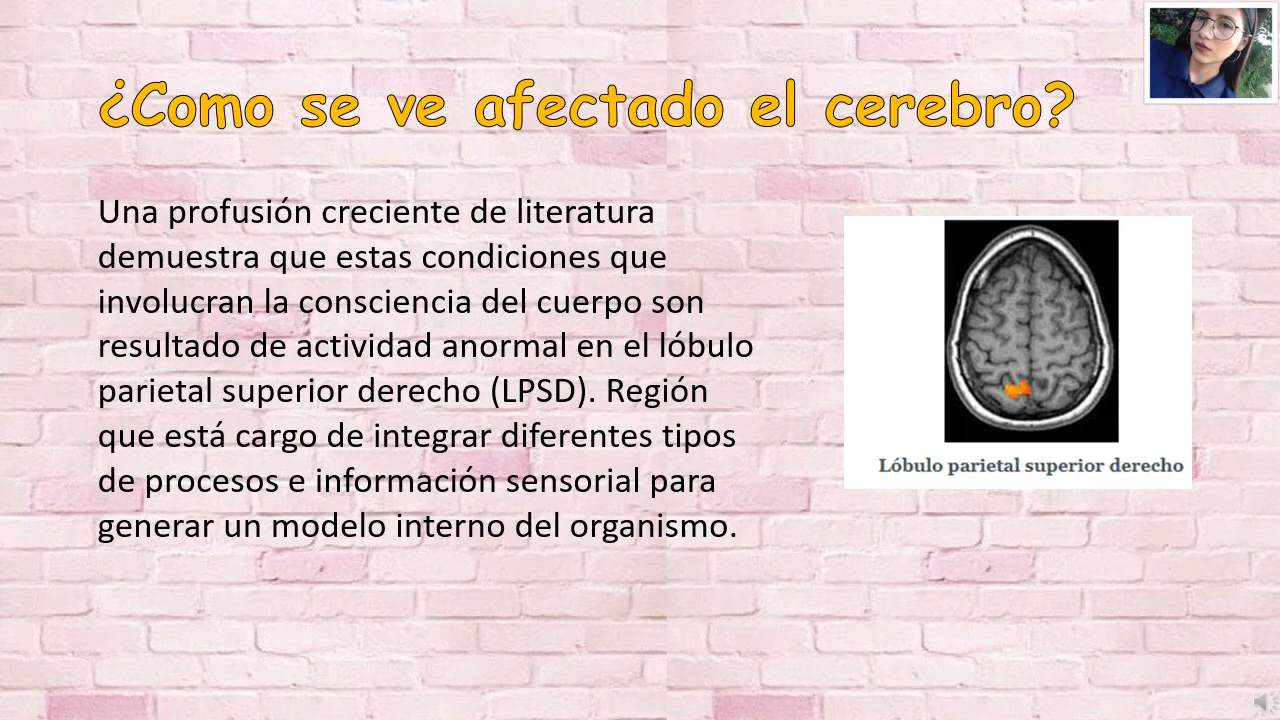 ¿Como se ve afectado el cerebro?
Una profusión creciente de literatura
demuestra que estas condiciones que
involucran la consciencia del cuerpo son
resultado de actividad anormal en el lóbulo
parietal superior derecho (LPSD). Región
que está cargo de integrar diferentes tipos
de procesos e información sensorial para
generar un modelo interno del organismo.
Lóbulo parietal superior derecho